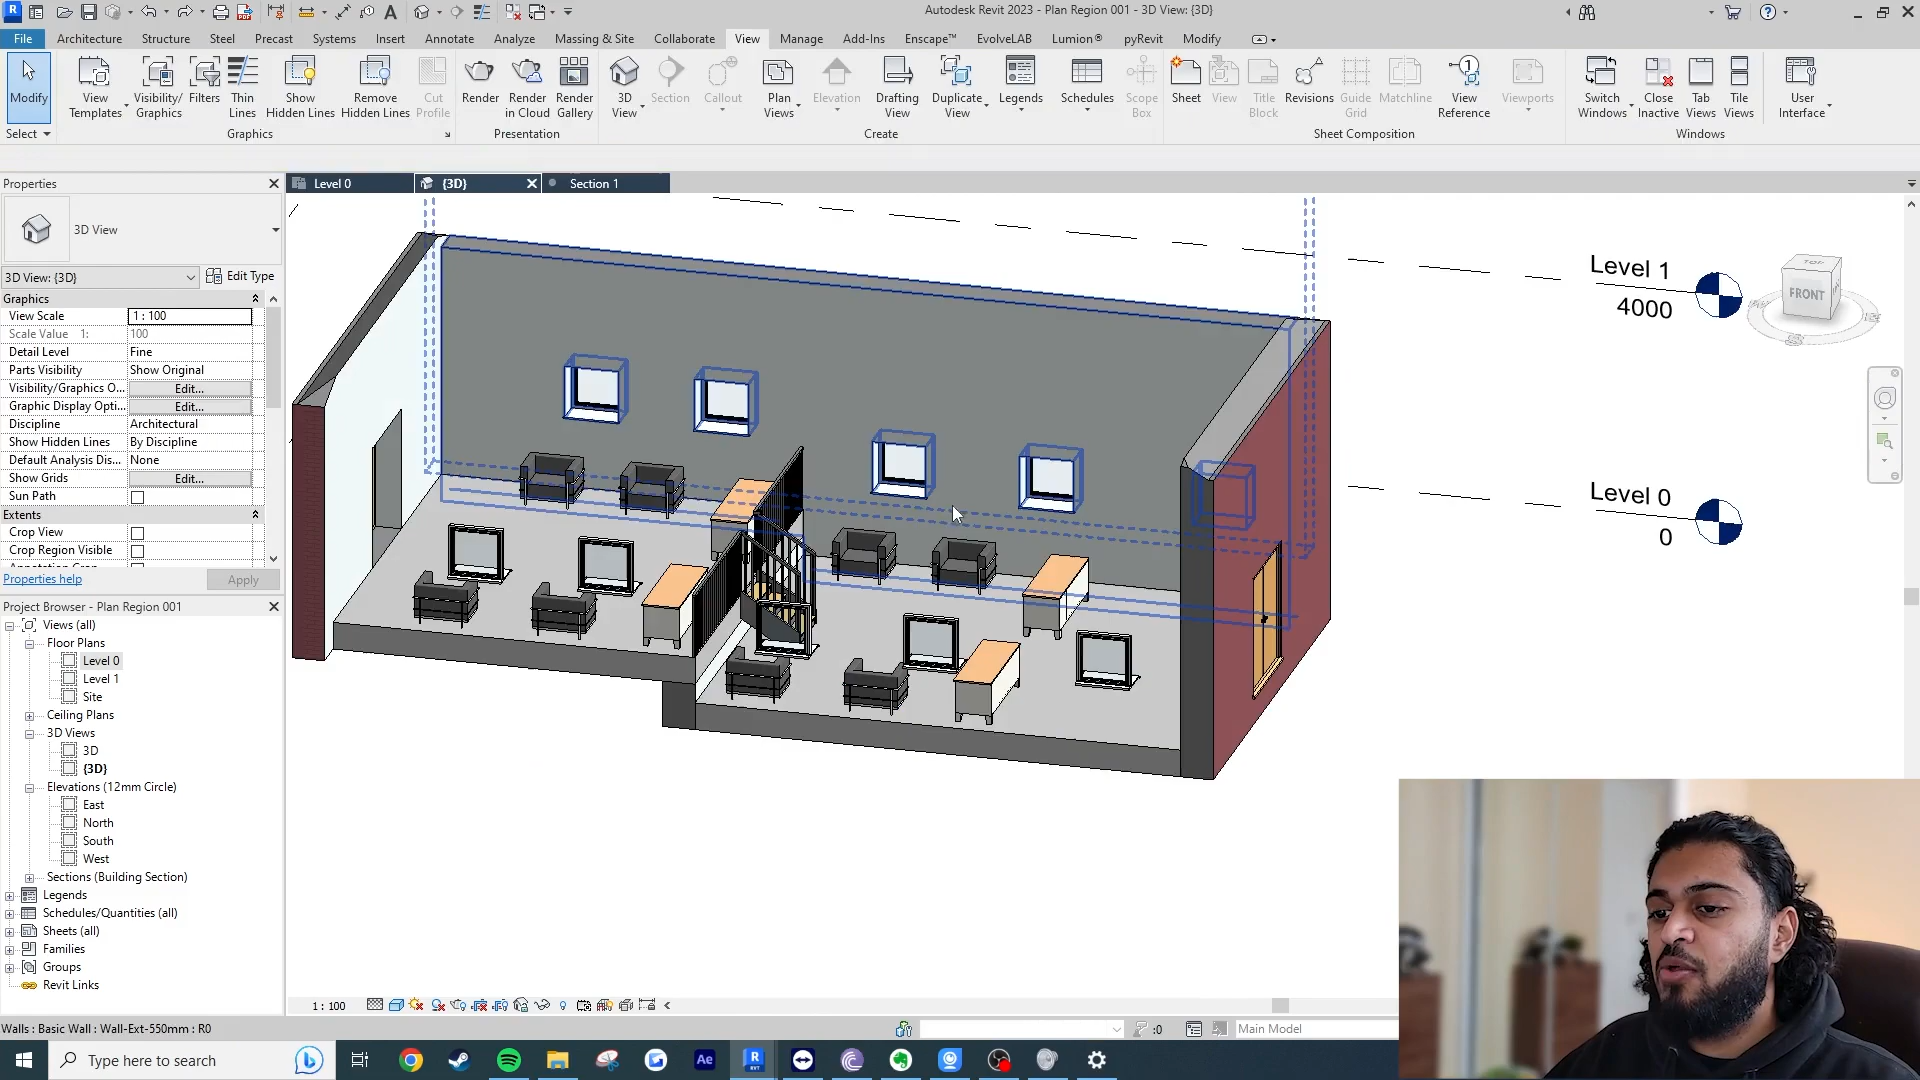 Autodesk Revit 2023 - Plan Region 001 - 3D View: {3D}
File Architecture Structure Steel Precast Systems Insert Annotate Analyze Massing & Site Collaborate View Manage Add-Ins Enscape™ EvolveLAB Lumion® pyRevit Modify
Modify
View Templates
Visibility/ Graphics
Filters
Thin Lines
Show Hidden Lines
Remove Hidden Lines
Cut Profile
Render
Render in Cloud
Render Gallery
3D View
Section
Callout
Plan Views
Elevation
Drafting View
Duplicate View
Legends
Schedules
Scope Box
Sheet
View
Title Block
Revisions
Guide Grid
Matchline
View Reference
Viewports
Switch Windows
Close Inactive
Tab Views
Tile Views
User Interface
Select Graphics Presentation Create Sheet Composition Windows
Properties
Level 0 {3D} Section 1
3D View
3D View: {3D} Edit Type
Graphics
View Scale 1 : 100
Scale Value 1: 100
Detail Level Fine
Parts Visibility Show Original
Visibility/Graphics O... Edit...
Graphic Display Opti... Edit...
Discipline Architectural
Show Hidden Lines By Discipline
Default Analysis Dis... None
Show Grids Edit...
Sun Path
Extents
Crop View
Crop Region Visible
Properties help Apply
Project Browser - Plan Region 001
Views (all)
Floor Plans
Level 0
Level 1
Site
Ceiling Plans
3D Views
3D
{3D}
Elevations (12mm Circle)
East
North
South
West
Sections (Building Section)
Legends
Schedules/Quantities (all)
Sheets (all)
Families
Groups
Revit Links
Level 1
4000
Level 0
0
TOP
FRONT
1 : 100
Walls : Basic Wall : Wall-Ext-550mm : R0
:0
Main Model
Type here to search
Ae
R
RVT